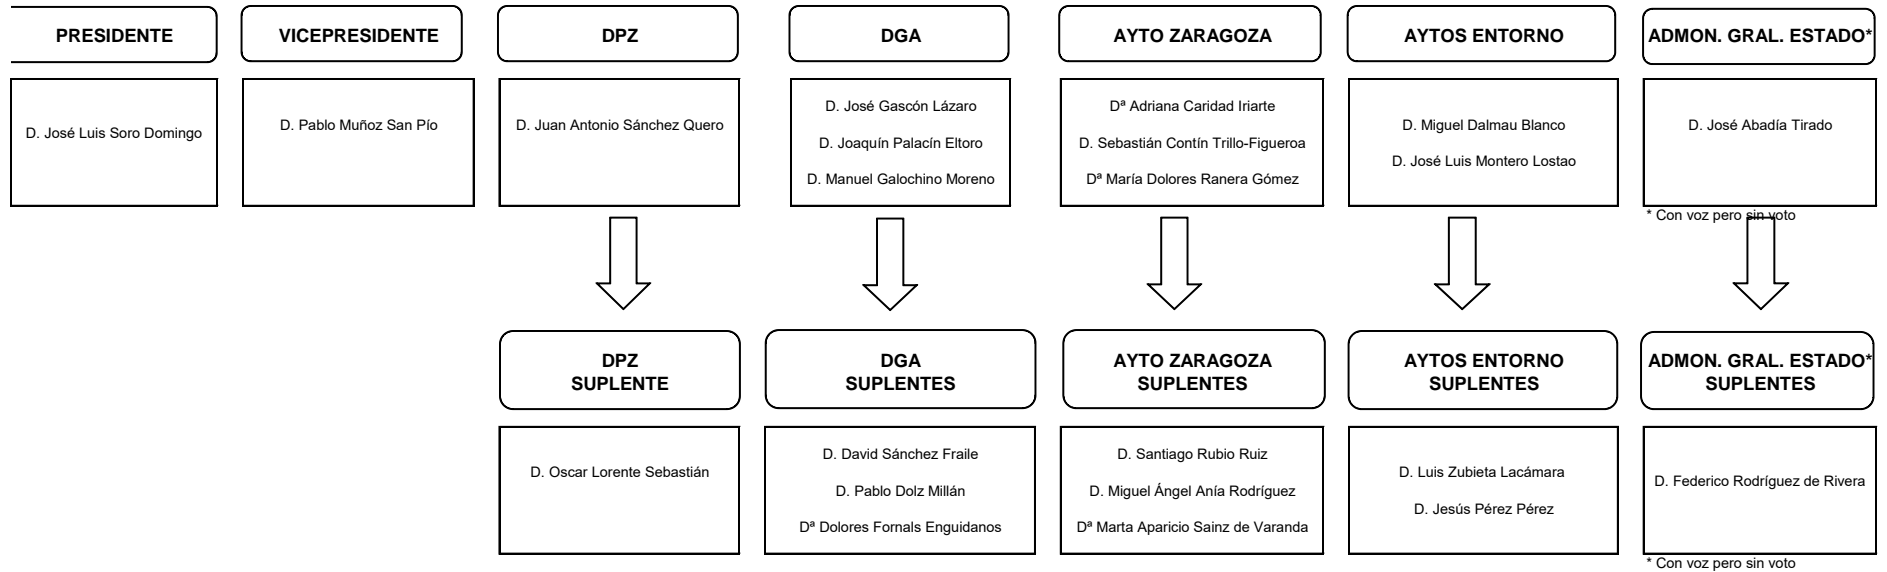 PRESIDENTE
VICEPRESIDENTE
DPZ
DGA
AYTO ZARAGOZA
AYTOS ENTORNO
ADMON. GRAL. ESTADO*
D. José Luis Soro Domingo
D. Pablo Muñoz San Pío
D. Juan Antonio Sánchez Quero
D. José Gascón Lázaro
D. Joaquín Palacín Eltoro
D. Manuel Galochino Moreno
Dª Adriana Caridad Iriarte
D. Sebastián Contín Trillo-Figueroa
Dª María Dolores Ranera Gómez
D. Miguel Dalmau Blanco
D. José Luis Montero Lostao
D. José Abadía Tirado
* Con voz pero sin voto
DPZ
SUPLENTE
DGA
SUPLENTES
AYTO ZARAGOZA
SUPLENTES
AYTOS ENTORNO
SUPLENTES
ADMON. GRAL. ESTADO*
SUPLENTES
D. Oscar Lorente Sebastián
D. David Sánchez Fraile
D. Pablo Dolz Millán
Dª Dolores Fornals Enguidanos
D. Santiago Rubio Ruiz
D. Miguel Ángel Anía Rodríguez
Dª Marta Aparicio Sainz de Varanda
D. Luis Zubieta Lacámara
D. Jesús Pérez Pérez
D. Federico Rodríguez de Rivera
* Con voz pero sin voto